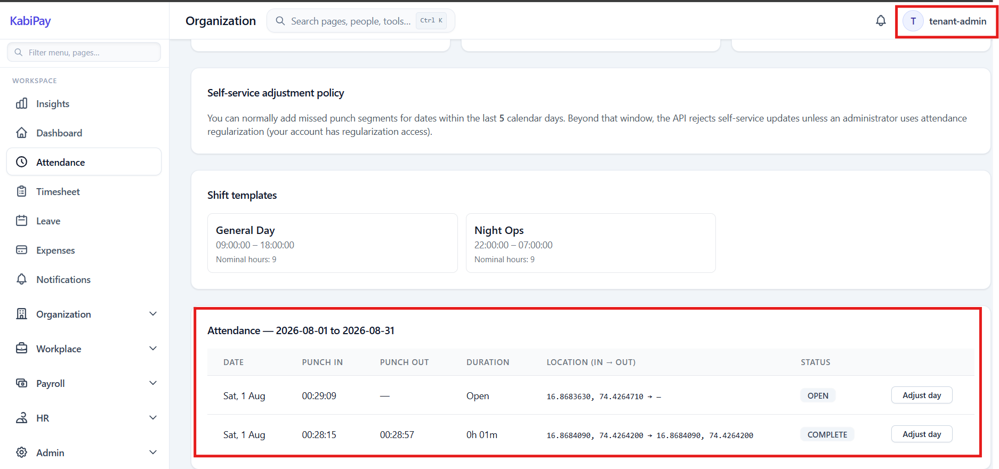 KabiPay
Organization
Search pages, people, tools...
Ctrl K
T
tenant-admin
Filter menu, pages...
WORKSPACE
Insights
Dashboard
Attendance
Timesheet
Leave
Expenses
Notifications
Organization
Workplace
Payroll
HR
Admin
Self-service adjustment policy
You can normally add missed punch segments for dates within the last 5 calendar days. Beyond that window, the API rejects self-service updates unless an administrator uses attendance
regularization (your account has regularization access).
Shift templates
General Day
09:00:00 – 18:00:00
Nominal hours: 9
Night Ops
22:00:00 – 07:00:00
Nominal hours: 9
Attendance — 2026-08-01 to 2026-08-31
DATE PUNCH IN PUNCH OUT DURATION LOCATION (IN → OUT) STATUS
Sat, 1 Aug 00:29:09 — Open 16.8683630, 74.4264710 → – OPEN Adjust day
Sat, 1 Aug 00:28:15 00:28:57 0h 01m 16.8684090, 74.4264200 → 16.8684090, 74.4264200 COMPLETE Adjust day